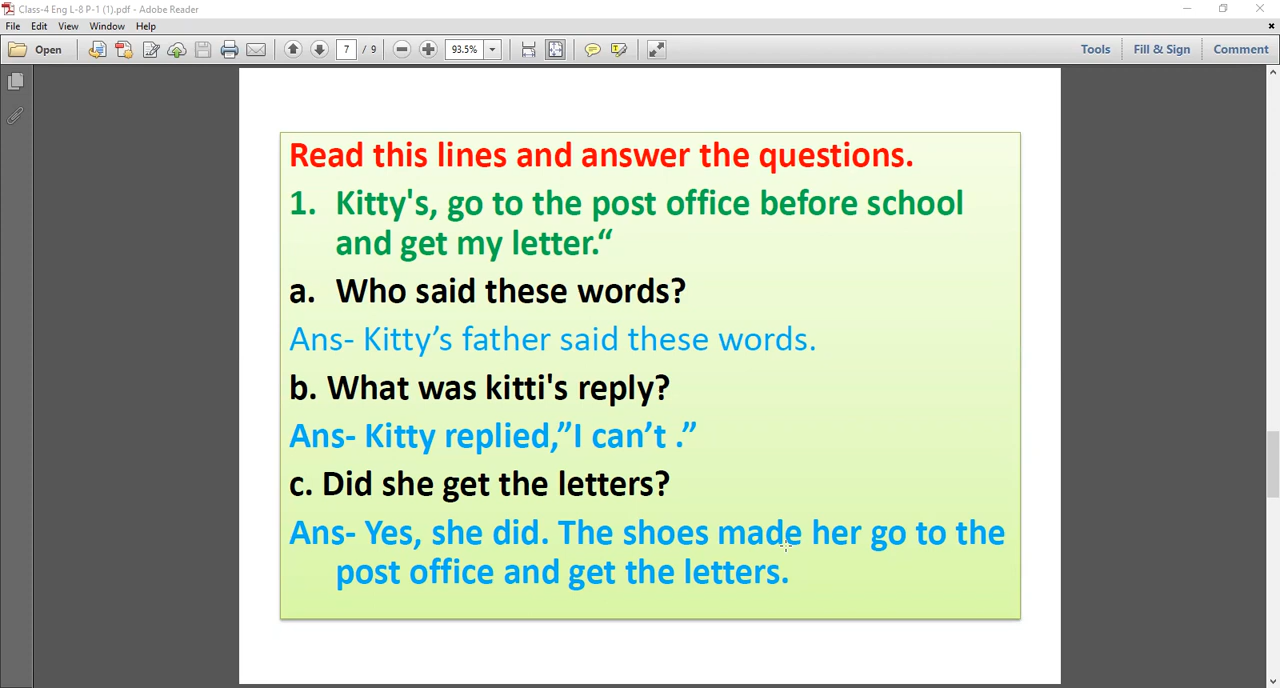 Class-4 Eng L-8 P-1 (1).pdf - Adobe Reader
File Edit View Window Help
Open 7 / 9 93.5% Tools Fill & Sign Comment
Read this lines and answer the questions.
1. Kitty's, go to the post office before school
and get my letter.“
a. Who said these words?
Ans- Kitty’s father said these words.
b. What was kitti's reply?
Ans- Kitty replied,”I can’t .”
c. Did she get the letters?
Ans- Yes, she did. The shoes made her go to the
post office and get the letters.